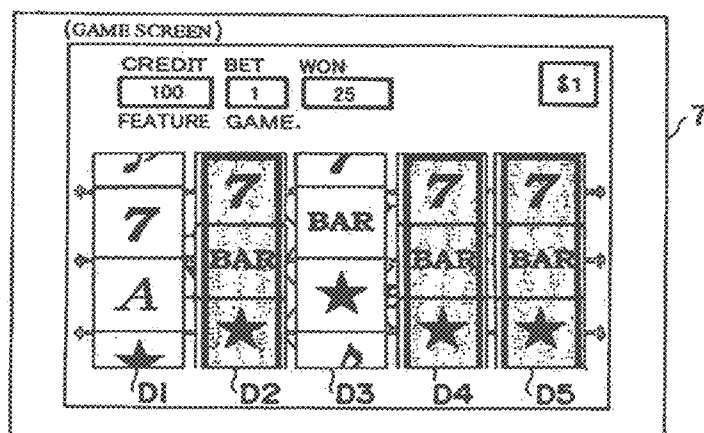 (GAME SCREEN)
CREDIT BET WON
100 1 25 $1
FEATURE GAME.
7
7 7 7 7
7 BAR
BAR BAR BAR
A
D1 D2 D3 D4 D5